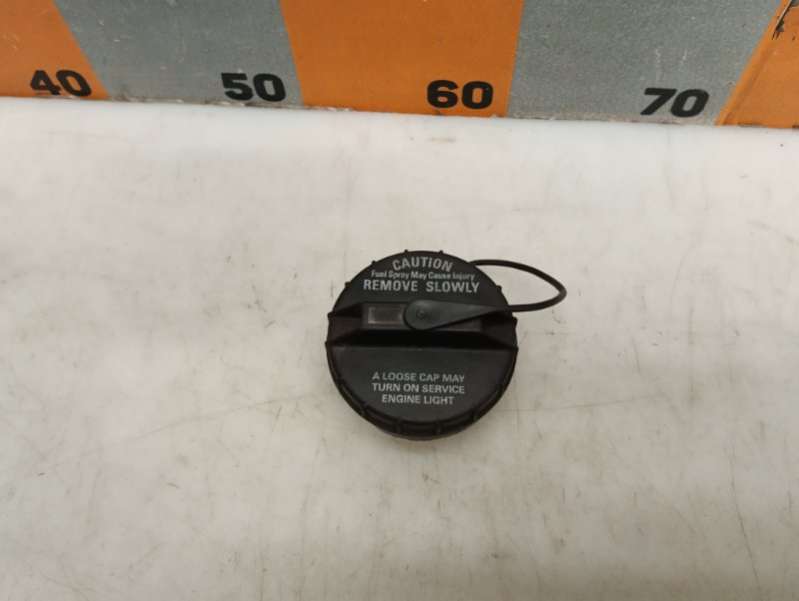 40 50 60 70
CAUTION
Fuel Spray May Cause Injury
REMOVE SLOWLY
A LOOSE CAP MAY
TURN ON SERVICE
ENGINE LIGHT